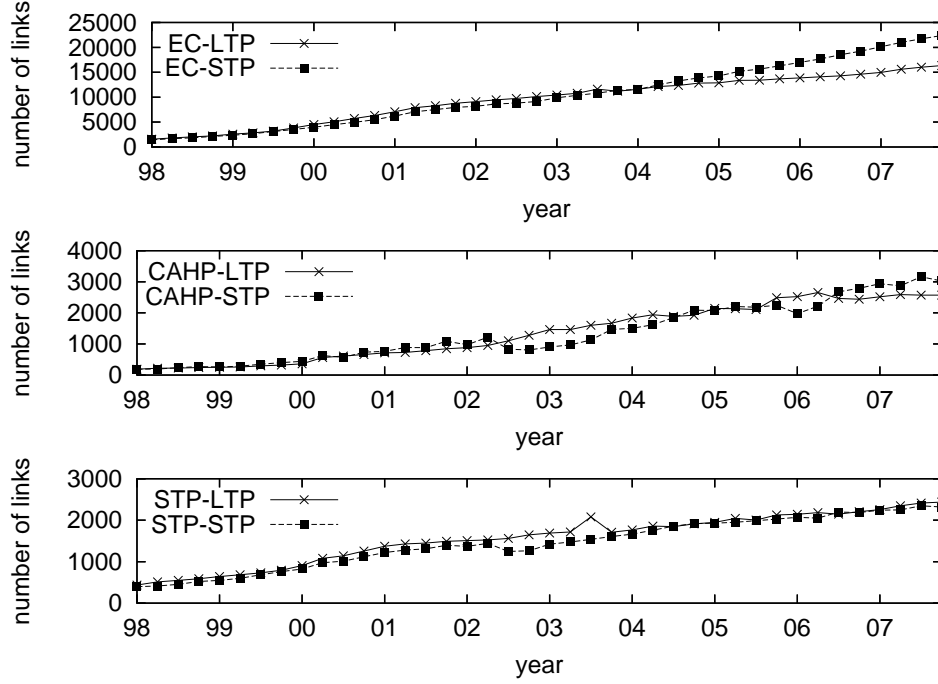 number of links
25000
20000
15000
10000
5000
0
EC-LTP
EC-STP
98 99 00 01 02 03 04 05 06 07
year
number of links
4000
3000
2000
1000
0
CAHP-LTP
CAHP-STP
98 99 00 01 02 03 04 05 06 07
year
number of links
3000
2000
1000
0
STP-LTP
STP-STP
98 99 00 01 02 03 04 05 06 07
year